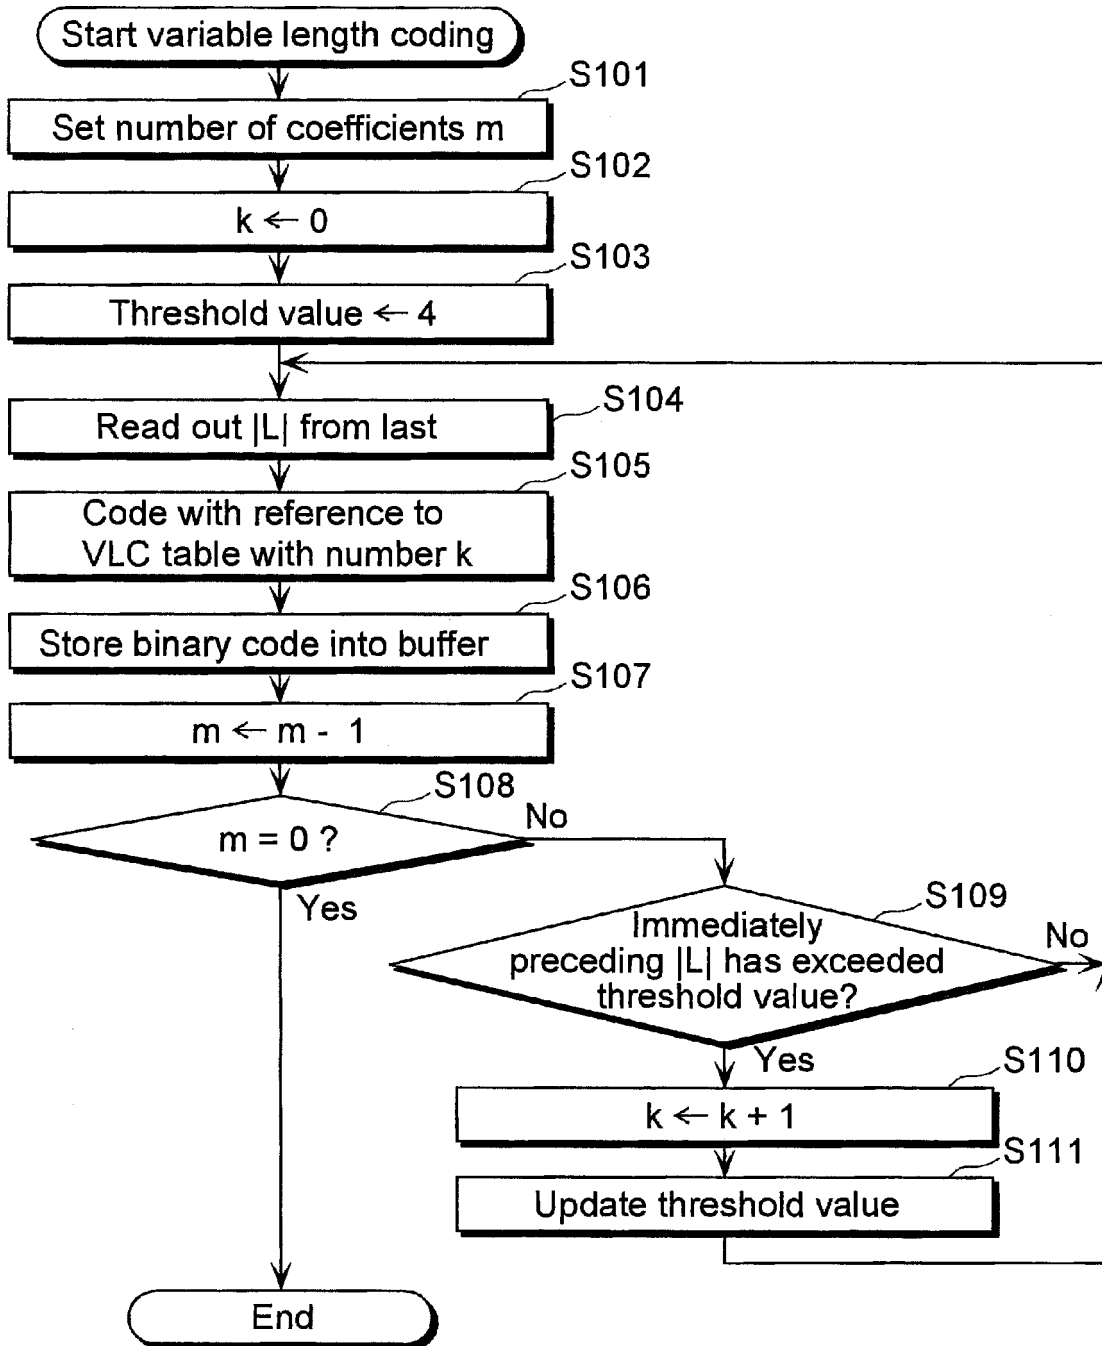 Start variable length coding
S101
Set number of coefficients m
S102
k ← 0
S103
Threshold value ← 4
S104
Read out |L| from last
S105
Code with reference to
VLC table with number k
S106
Store binary code into buffer
S107
m ← m - 1
S108
m = 0 ?
No
Yes
S109
Immediately
preceding |L| has exceeded
threshold value?
No
Yes
S110
k ← k + 1
S111
Update threshold value
End